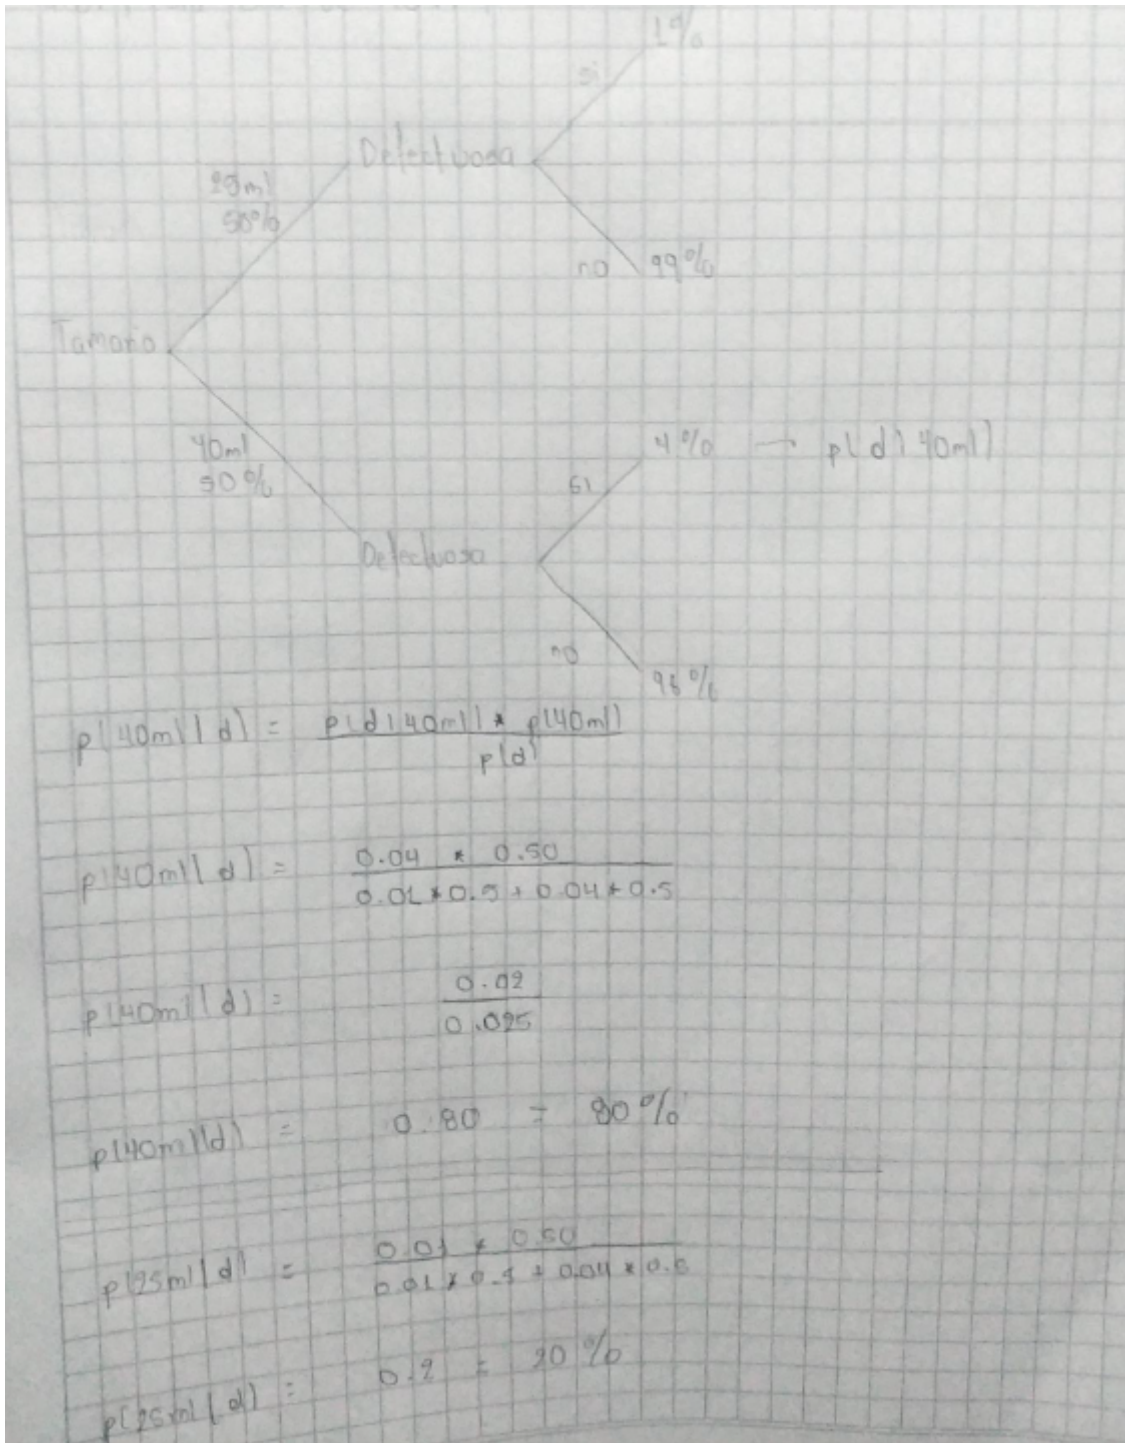 1%
si
Defectuosa
25ml
50%
no 99%
Tamaño
40ml
50%
4% → p(d|40ml)
si
Defectuosa
no
96%
p(40ml|d) = p(d|40ml) * p(40ml)
p(d)
p(40ml|d) = 0.04 * 0.50
0.01*0.5 + 0.04*0.5
p(40ml|d) = 0.02
0.025
p(40ml|d) = 0.80 = 80%
p(25ml|d) = 0.01 * 0.50
0.01*0.5 + 0.04*0.5
p(25ml|d) = 0.2 = 20%